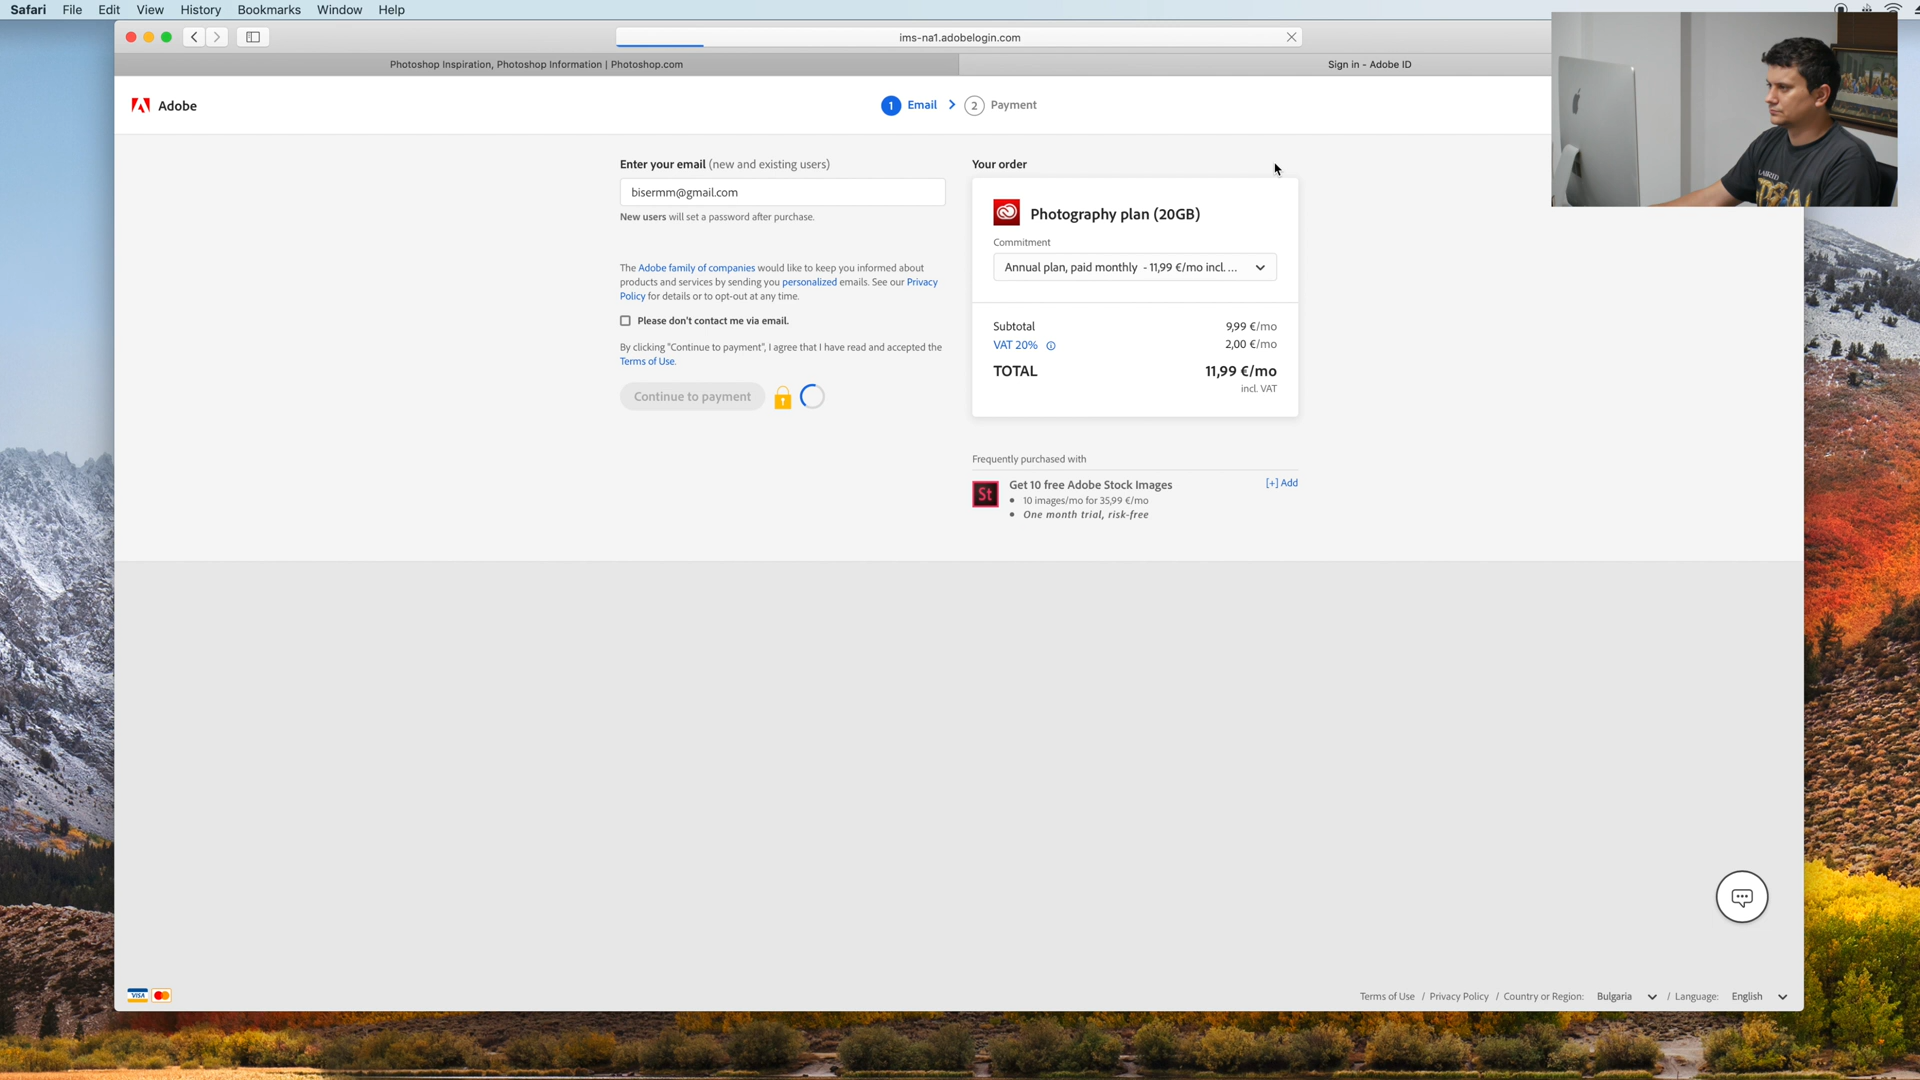 Safari File Edit View History Bookmarks Window Help
ims-na1.adobelogin.com
Photoshop Inspiration, Photoshop Information | Photoshop.com
Sign in - Adobe ID
Adobe
1 Email
2 Payment
Enter your email (new and existing users)
bisermm@gmail.com
New users will set a password after purchase.
The Adobe family of companies would like to keep you informed about
products and services by sending you personalized emails. See our Privacy
Policy for details or to opt-out at any time.
Please don't contact me via email.
By clicking "Continue to payment", I agree that I have read and accepted the
Terms of Use.
Continue to payment
Your order
Photography plan (20GB)
Commitment
Annual plan, paid monthly - 11,99 €/mo incl. ...
Subtotal 9,99 €/mo
VAT 20% 2,00 €/mo
TOTAL 11,99 €/mo
incl. VAT
Frequently purchased with
St
Get 10 free Adobe Stock Images
[+] Add
10 images/mo for 35,99 €/mo
One month trial, risk-free
VISA
Terms of Use / Privacy Policy / Country or Region: Bulgaria / Language: English